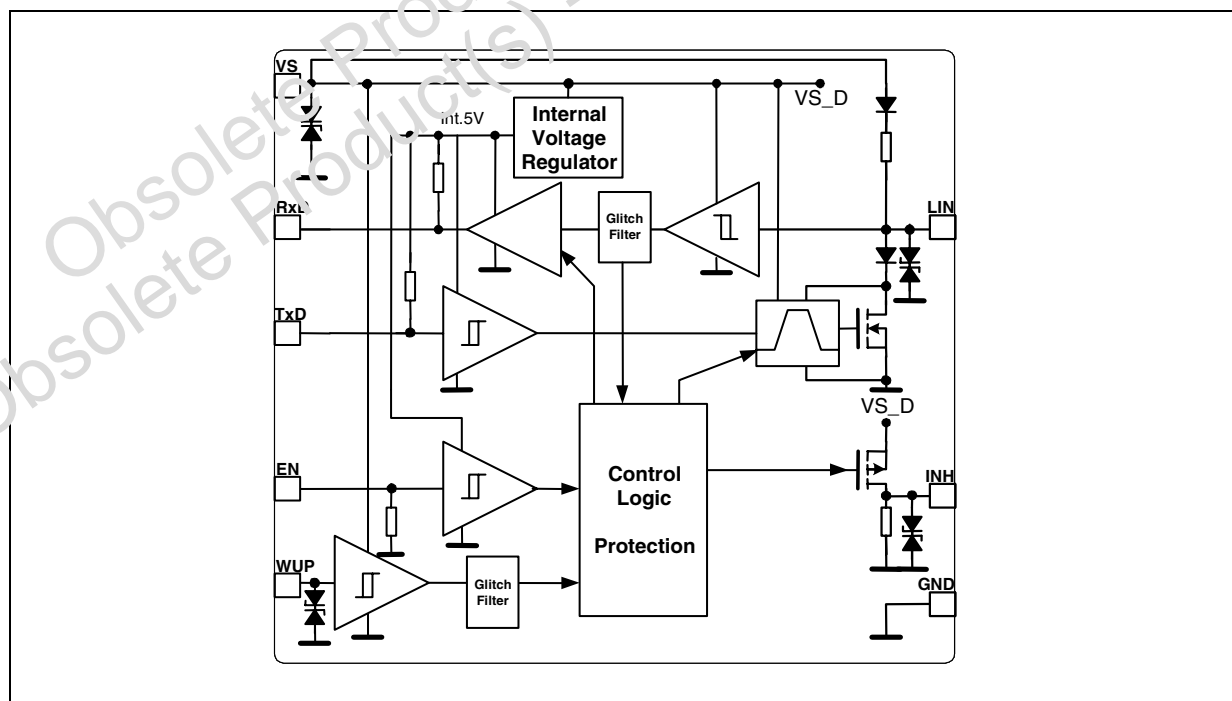 Obsolete Product(s)
Obsolete Product(s)
VS
VS_D
Int.5V
Internal
Voltage
Regulator
RxD
Glitch
Filter
LIN
TxD
VS_D
EN
Control
Logic
Protection
INH
WUP
Glitch
Filter
GND